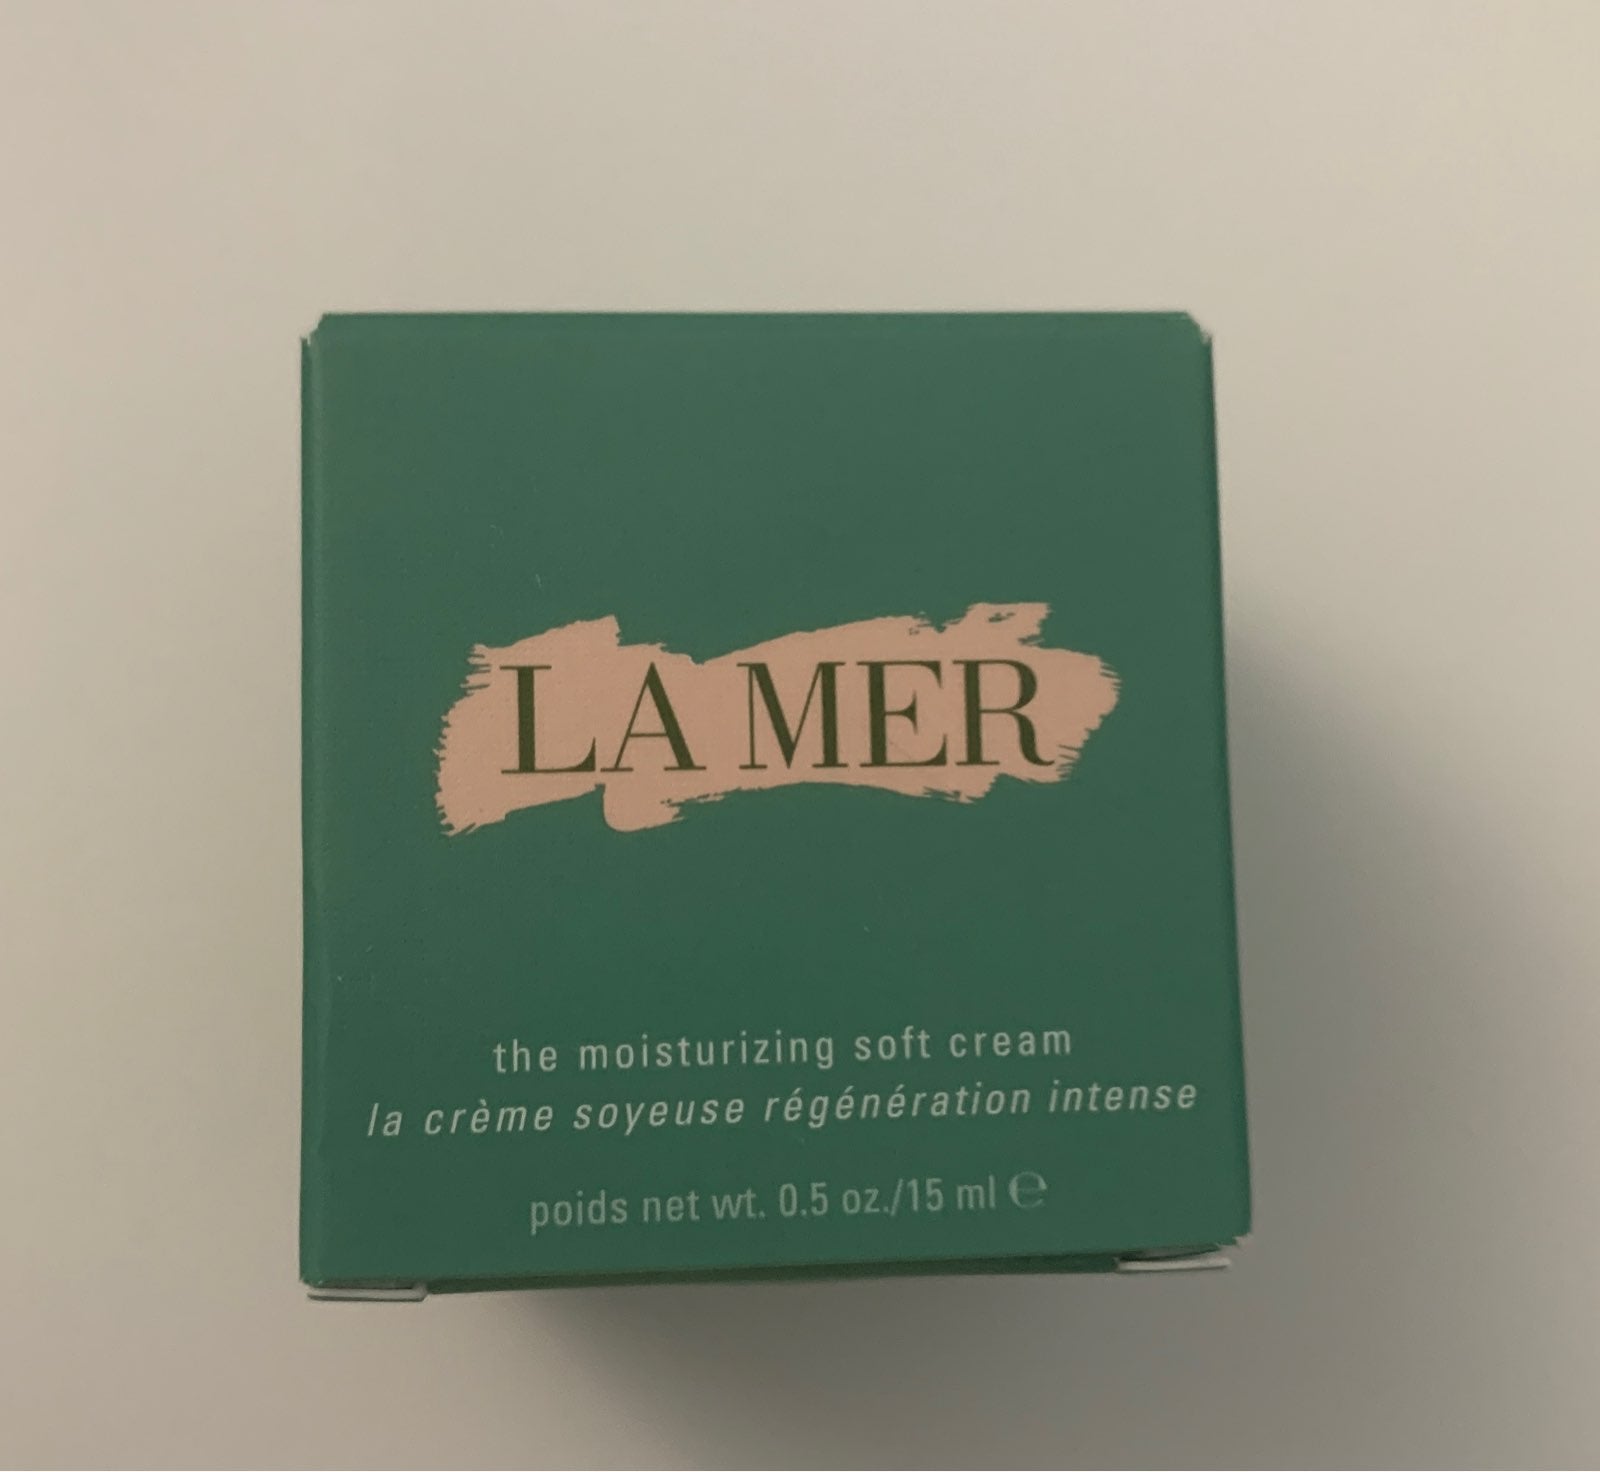 LA MER
the moisturizing soft cream
la crème soyeuse régénération intense
poids net wt. 0.5 oz./15 ml ℮